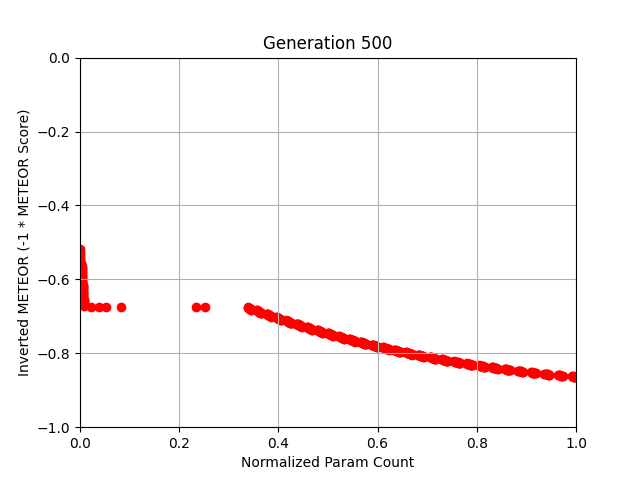 Generation 500
Inverted METEOR (-1 * METEOR Score)
0.0
−0.2
−0.4
−0.6
−0.8
−1.0
0.0 0.2 0.4 0.6 0.8 1.0
Normalized Param Count